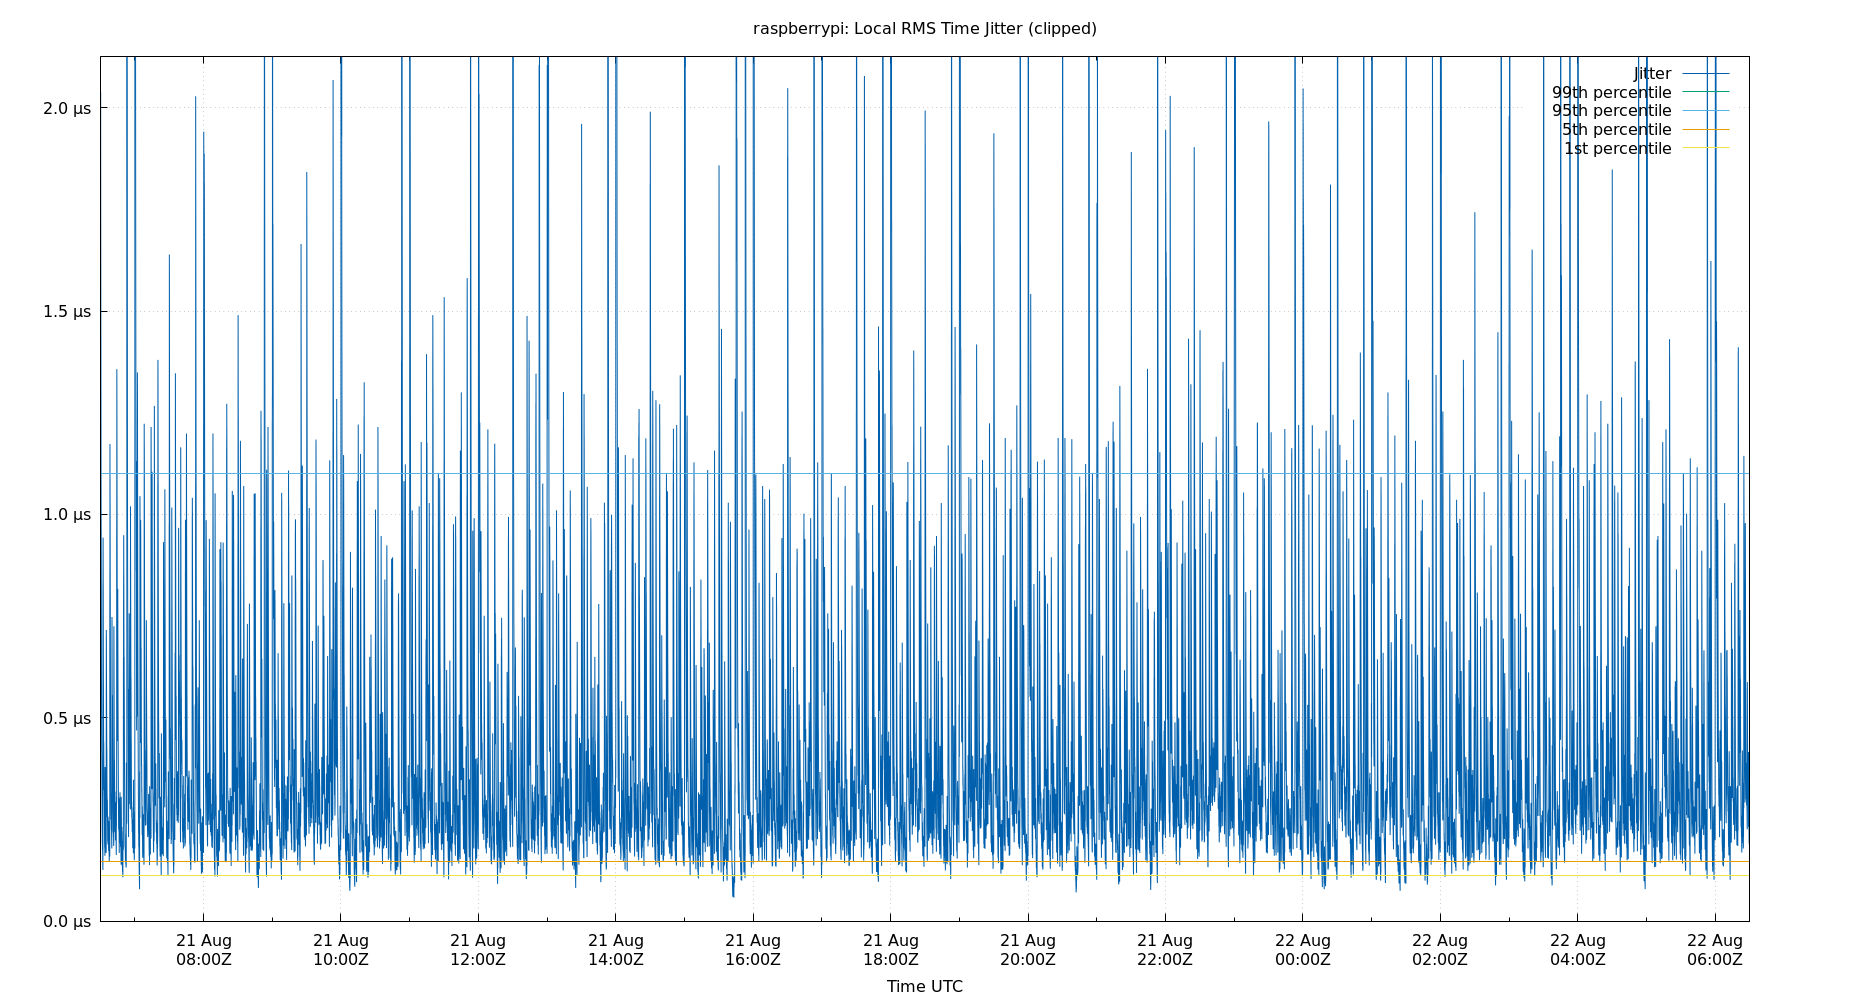 raspberrypi: Local RMS Time Jitter (clipped)
Jitter
99th percentile
95th percentile
5th percentile
1st percentile
2.0 µs
1.5 µs
1.0 µs
0.5 µs
0.0 µs
21 Aug 21 Aug 21 Aug 21 Aug 21 Aug 21 Aug 21 Aug 21 Aug 22 Aug 22 Aug 22 Aug 22 Aug
08:00Z 10:00Z 12:00Z 14:00Z 16:00Z 18:00Z 20:00Z 22:00Z 00:00Z 02:00Z 04:00Z 06:00Z
Time UTC